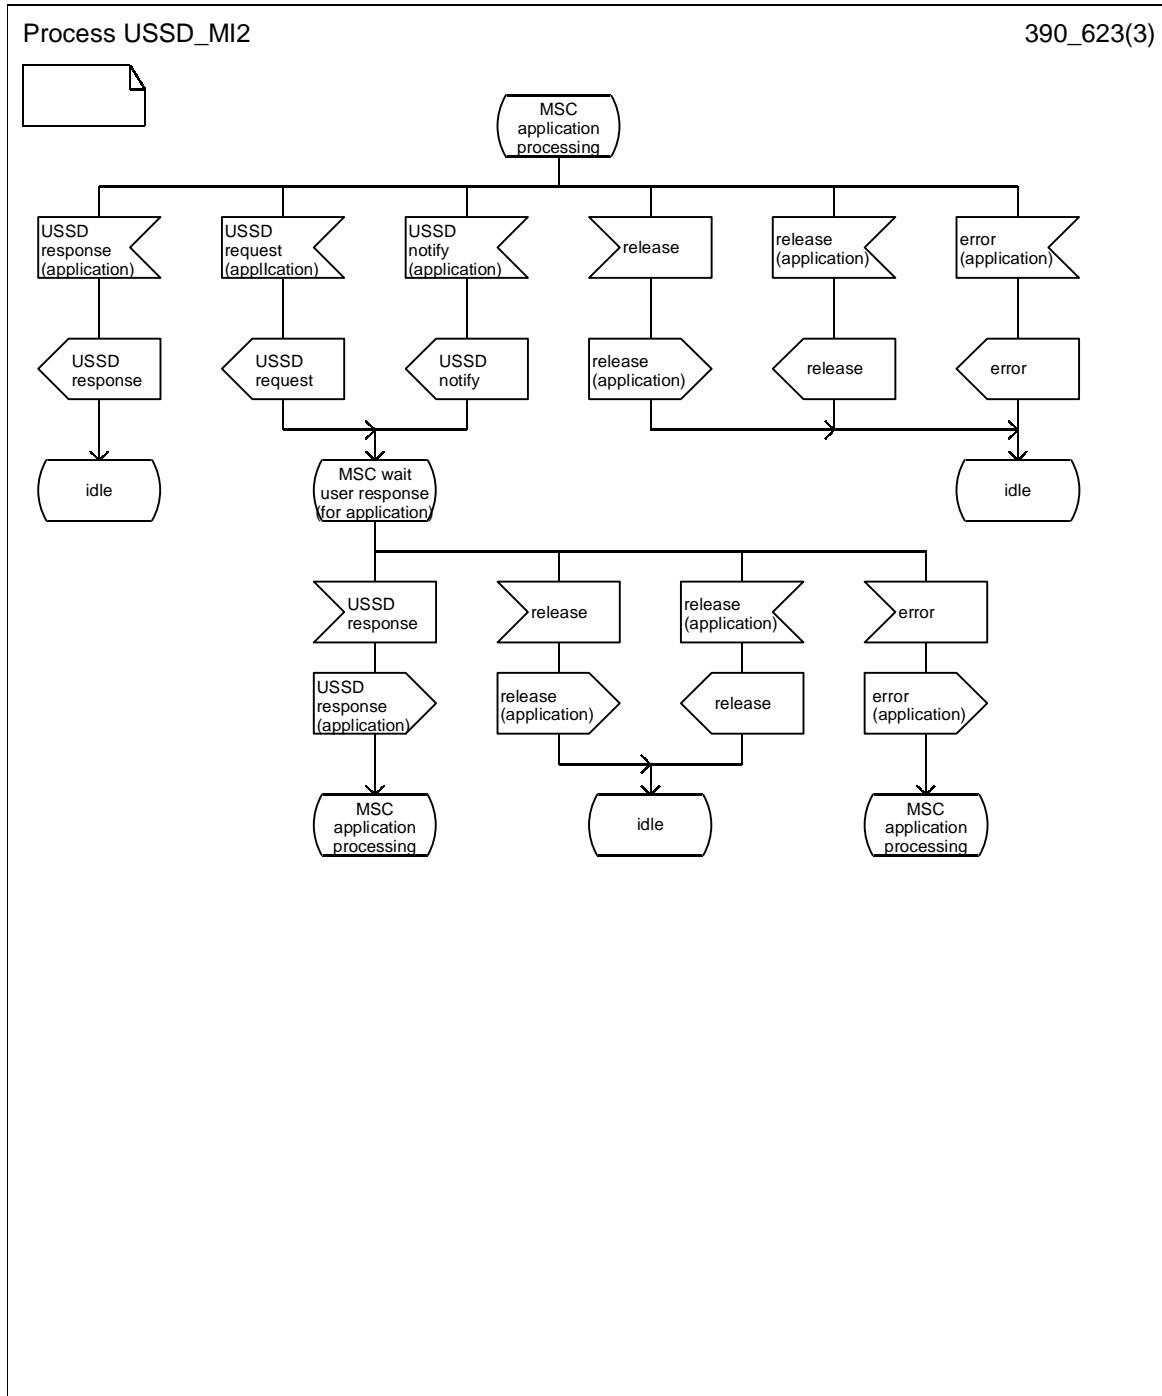 Process USSD_MI2
390_623(3)
MSC
application
processing
USSD
response
(application)
USSD
request
(applIcation)
USSD
notify
(application)
release
release
(application)
error
(application)
USSD
response
USSD
request
USSD
notify
release
(application)
release
error
idle
MSC wait
user response
(for application)
idle
USSD
response
release
release
(application)
error
USSD
response
(application)
release
(application)
release
error
(application)
MSC
application
processing
idle
MSC
application
processing